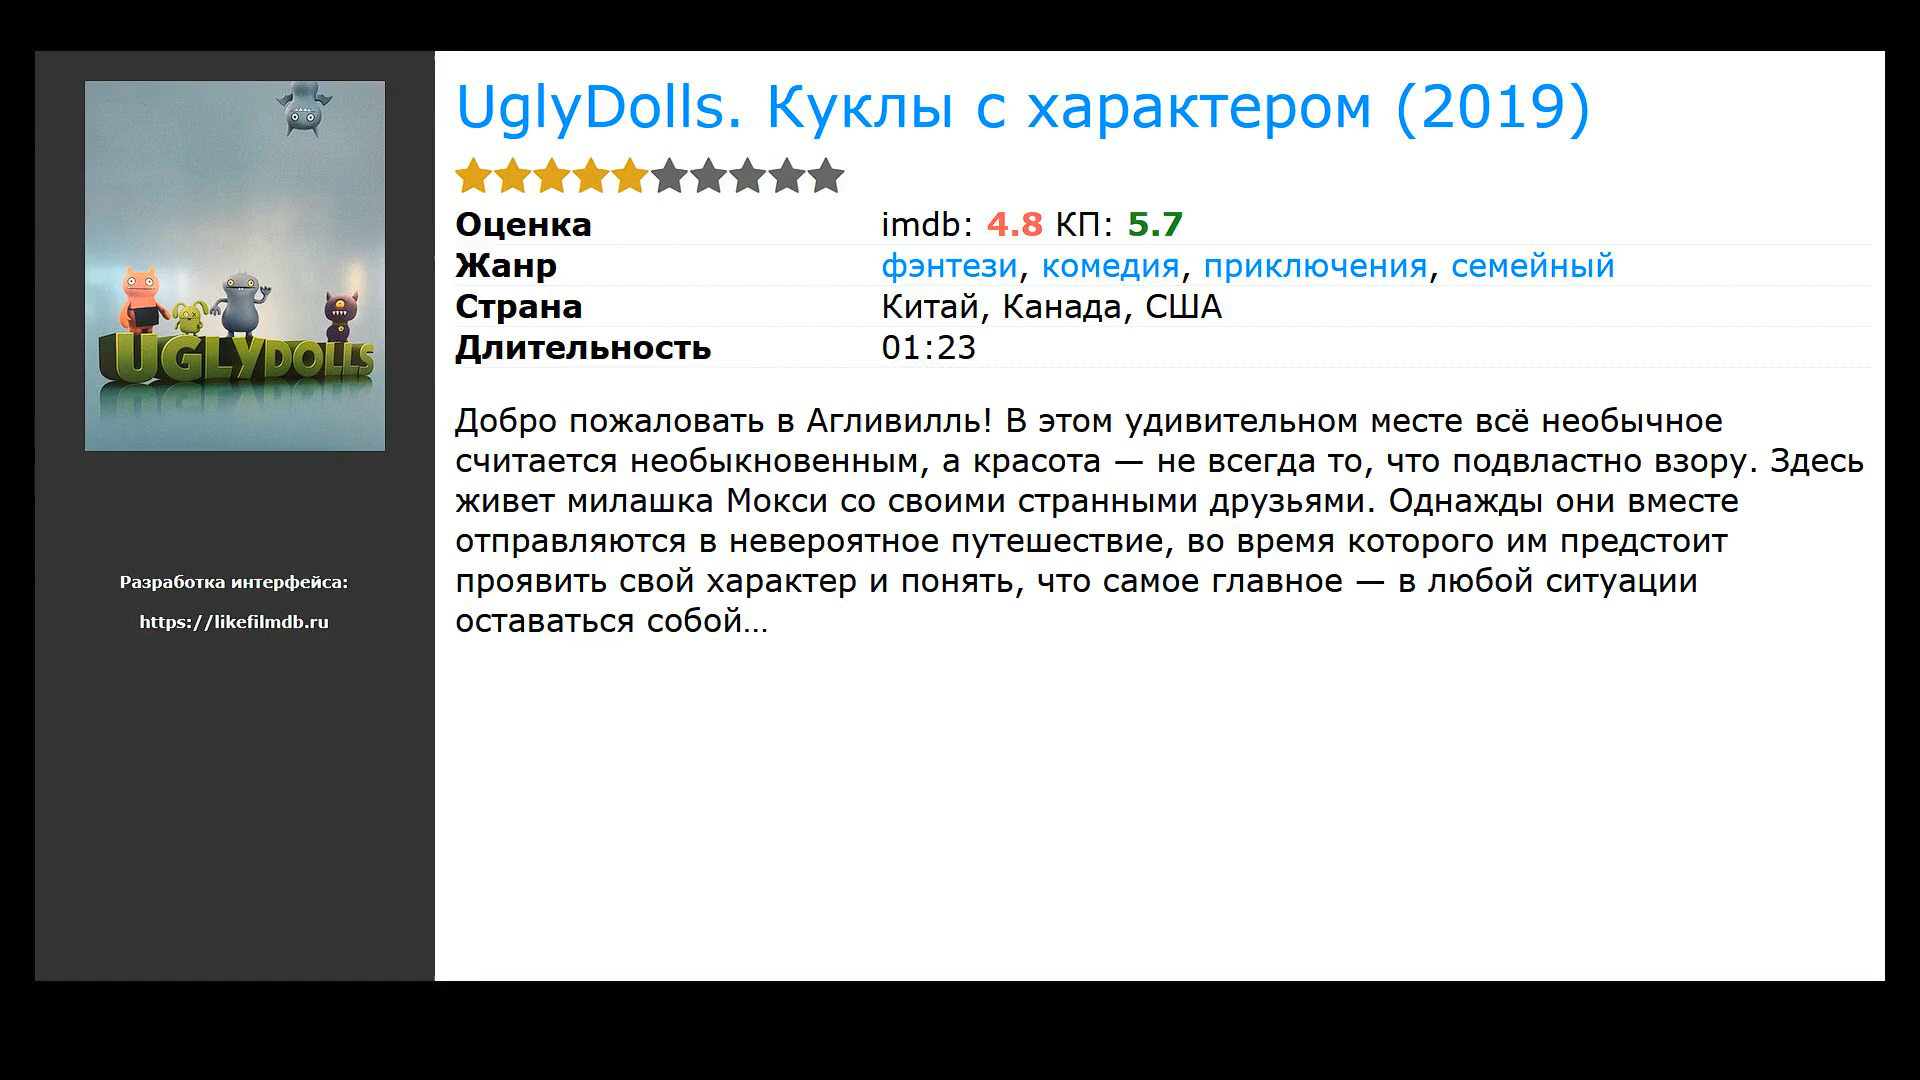 UGLYDOLLS
Разработка интерфейса:
https://likefilmdb.ru
UglyDolls. Куклы с характером (2019)
Оценка imdb: 4.8 КП: 5.7
Жанр фэнтези, комедия, приключения, семейный
Страна Китай, Канада, США
Длительность 01:23
Добро пожаловать в Агливилль! В этом удивительном месте всё необычное
считается необыкновенным, а красота — не всегда то, что подвластно взору. Здесь
живет милашка Мокси со своими странными друзьями. Однажды они вместе
отправляются в невероятное путешествие, во время которого им предстоит
проявить свой характер и понять, что самое главное — в любой ситуации
оставаться собой...